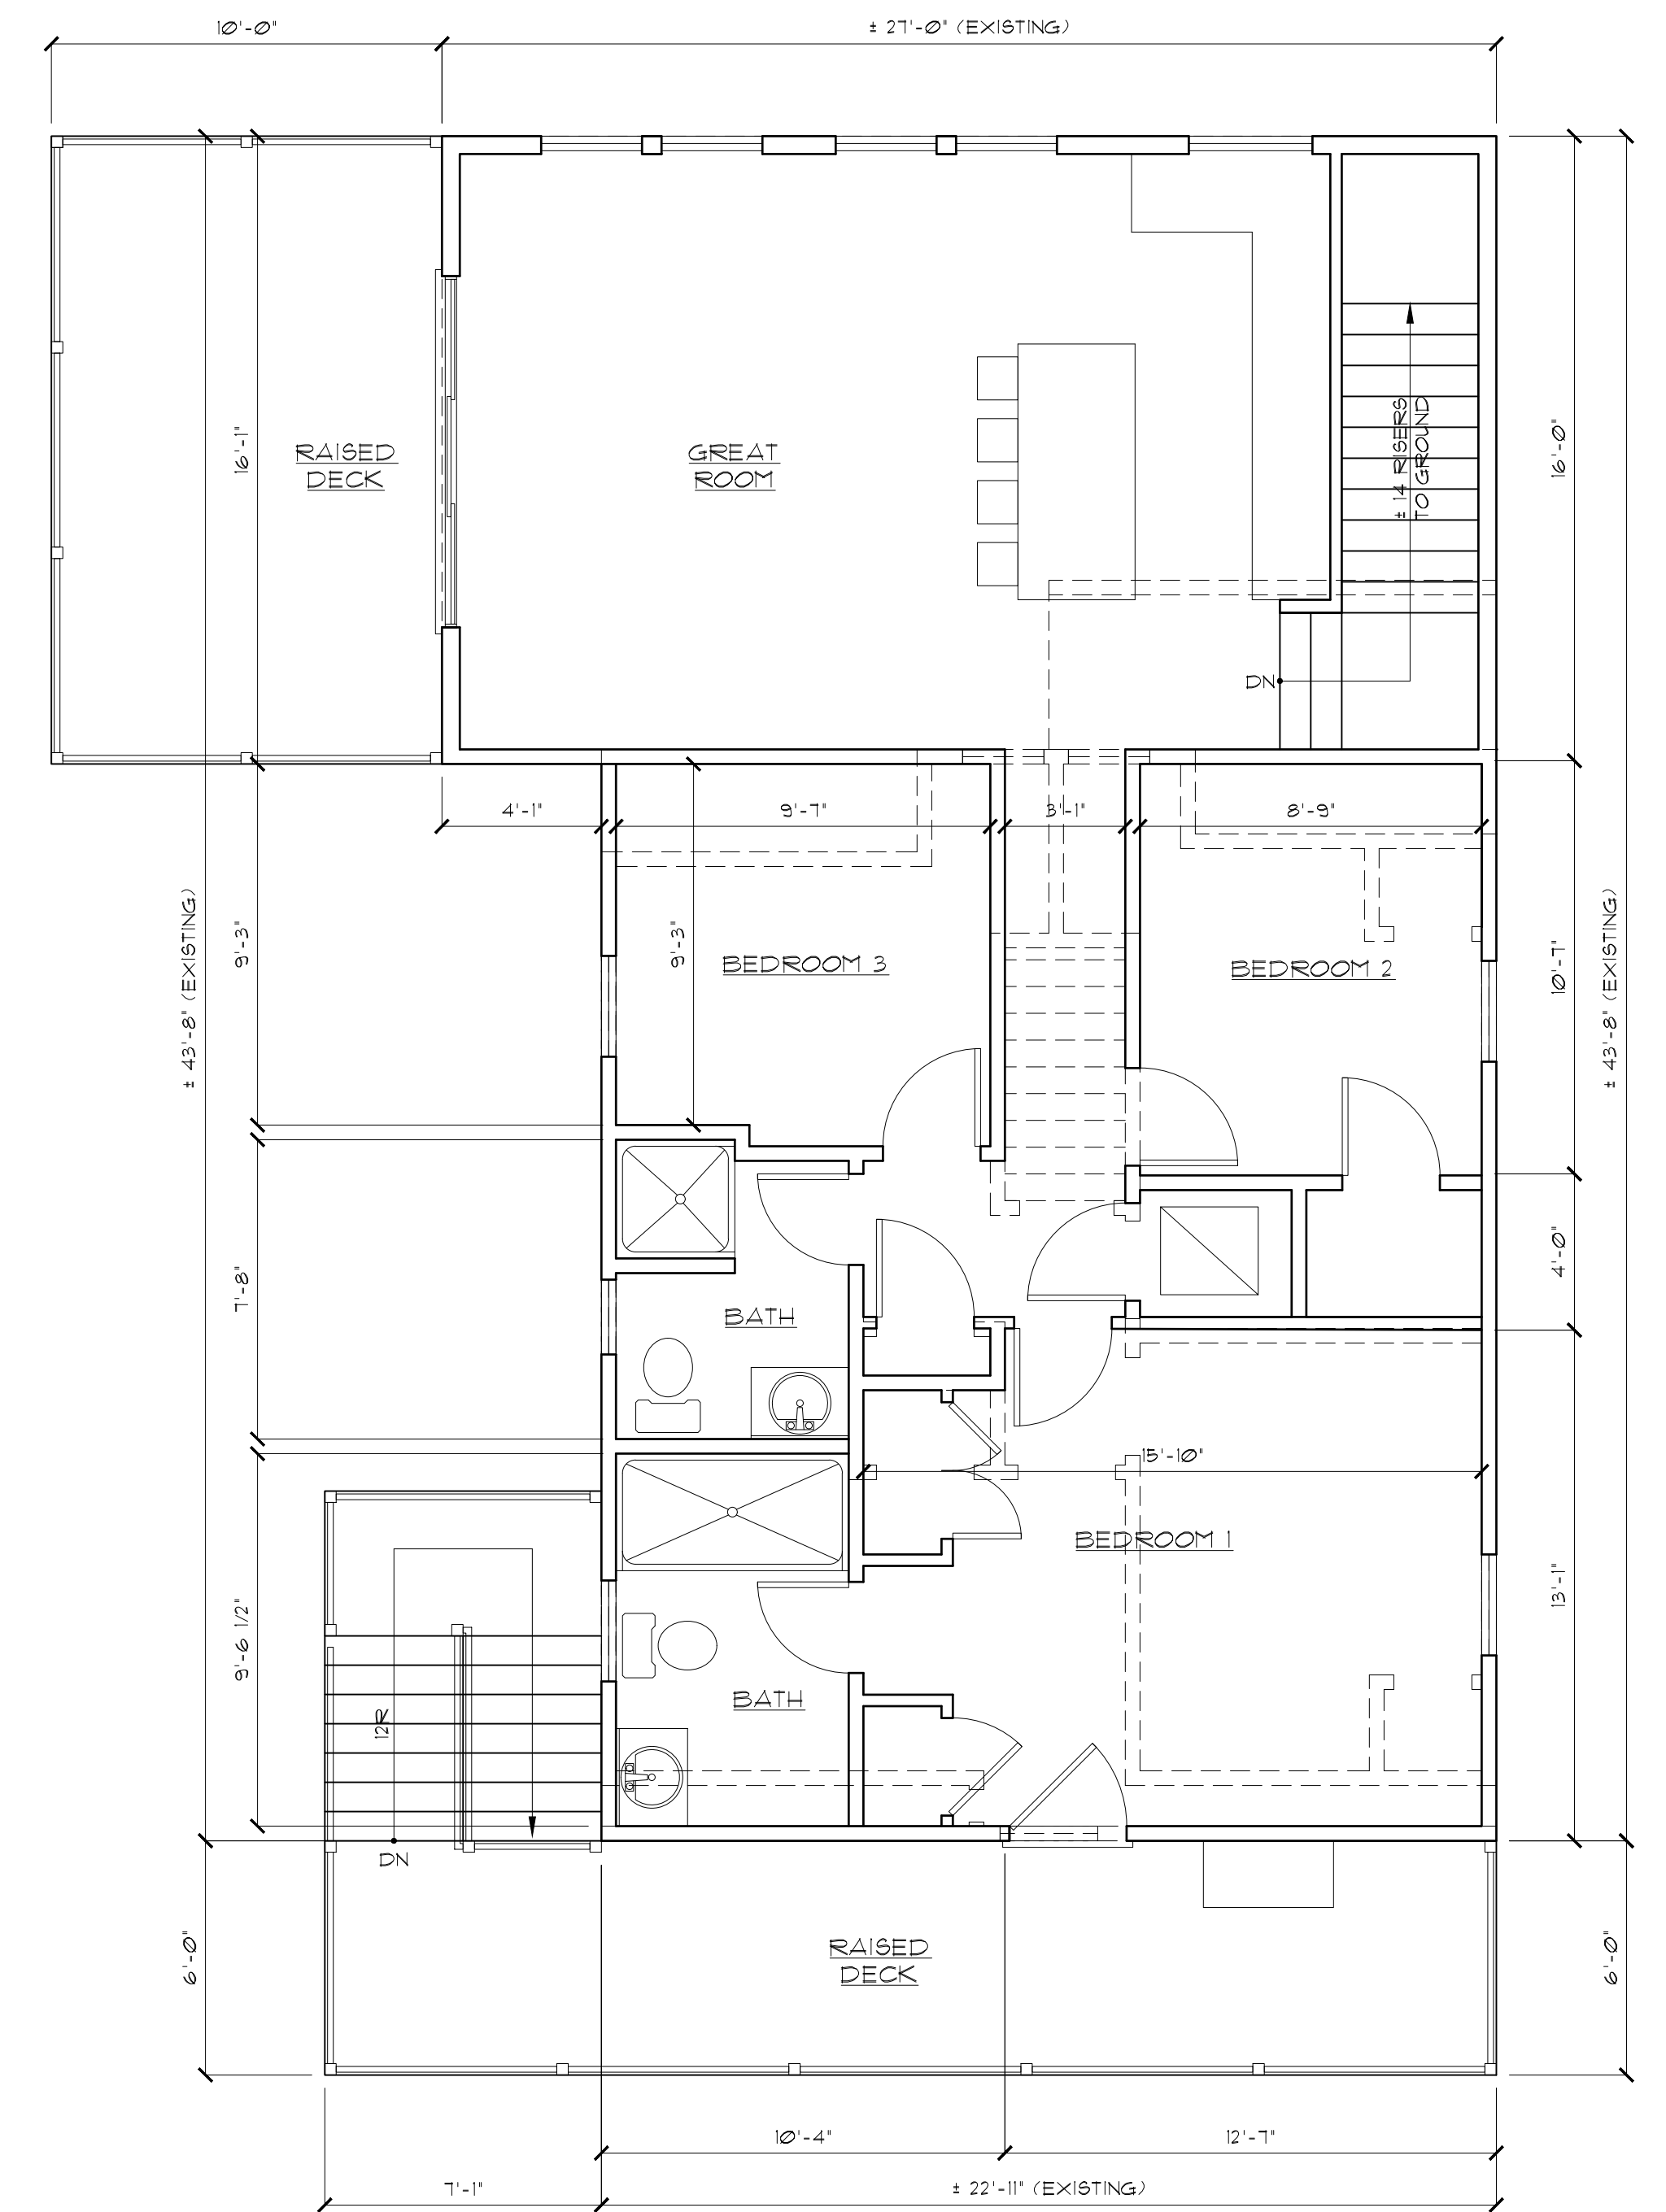 10'-0"
± 27'-0" (EXISTING)
RAISED
DECK
GREAT
ROOM
16'-1"
± 14 RISERS
TO GROUND
16'-0"
DN
4'-1"
9'-7"
3'-1"
8'-9"
± 43'-8" (EXISTING)
9'-3"
9'-3"
BEDROOM 3
BEDROOM 2
10'-7"
± 43'-8" (EXISTING)
7'-8"
BATH
4'-0"
15'-10"
BEDROOM 1
9'-6 1/2"
13'-1"
12R
BATH
DN
6'-0"
RAISED
DECK
6'-0"
10'-4"
12'-7"
7'-1"
± 22'-11" (EXISTING)